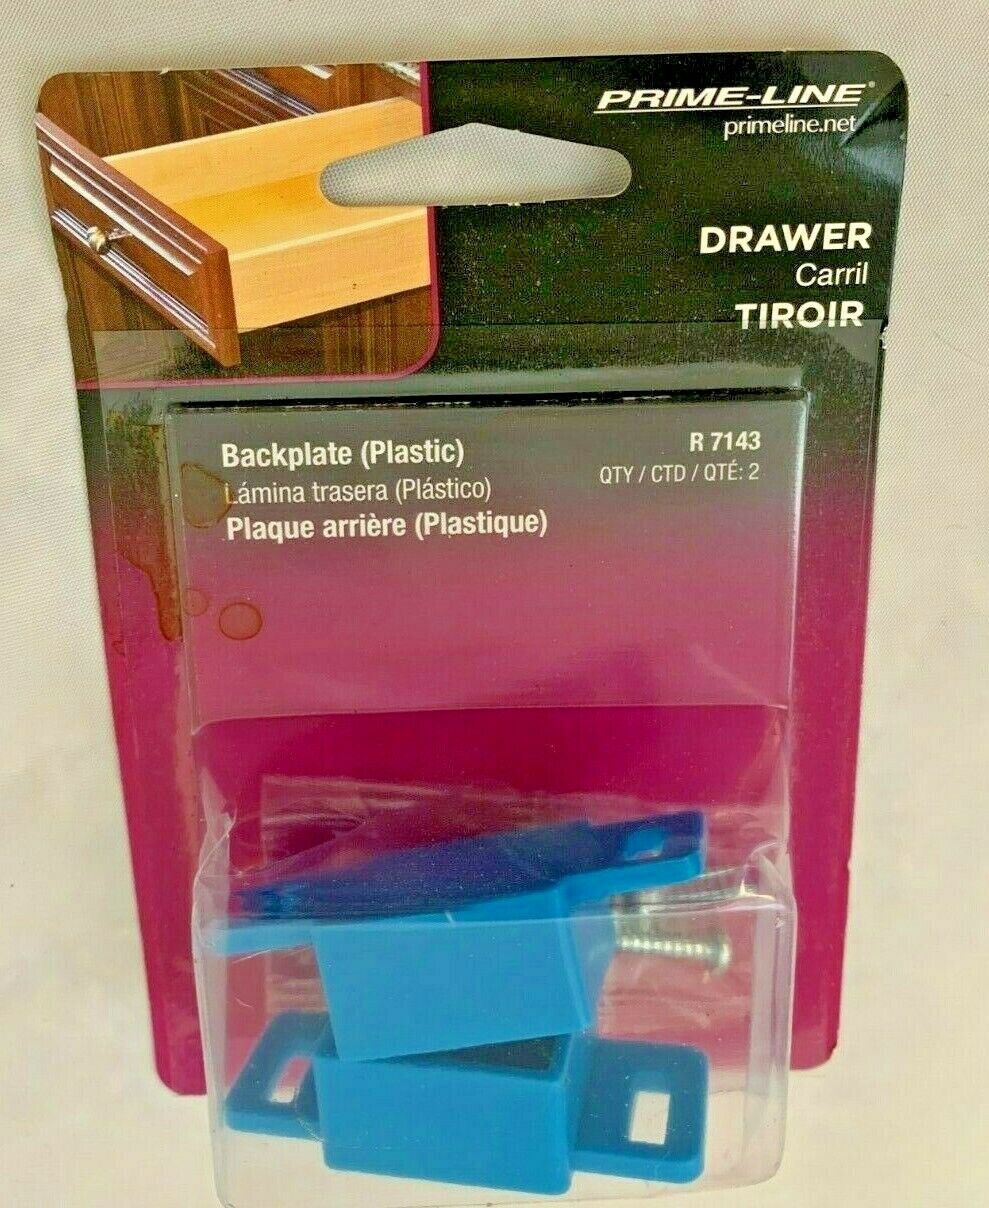 PRIME-LINE®
primeline.net
DRAWER
Carril
TIROIR
Backplate (Plastic)
R 7143
Lámina trasera (Plástico)
QTY / CTD / QTÉ: 2
Plaque arrière (Plastique)